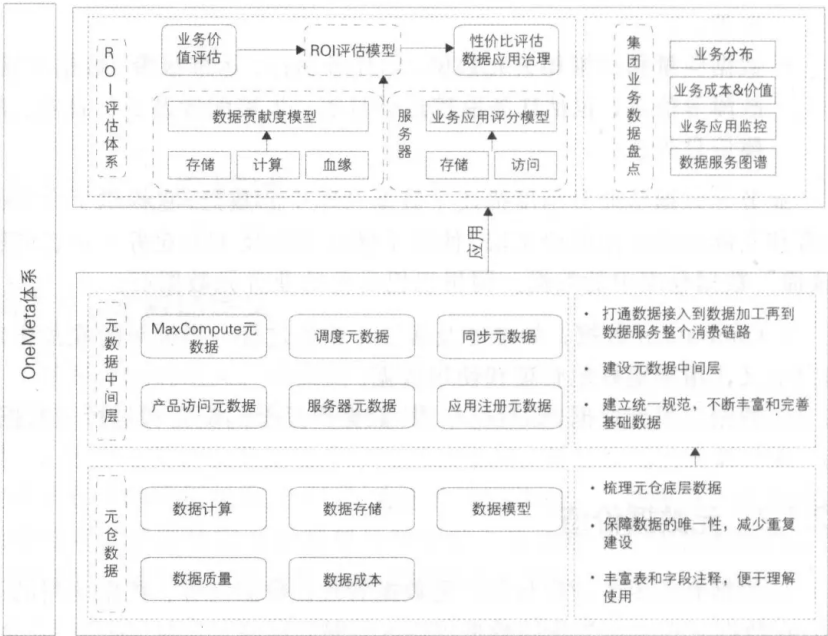 OneMeta体系
ROI评估体系
业务价
值评估
ROI评估模型
性价比评估
数据应用治理
数据贡献度模型
存储
计算
血缘
服务器
业务应用评分模型
存储
访问
集团业务数据盘点
业务分布
业务成本&价值
业务应用监控
数据服务图谱
应用
元数据中间层
MaxCompute元
数据
调度元数据
同步元数据
产品访问元数据
服务器元数据
应用注册元数据
• 打通数据接入到数据加工再到
数据服务整个消费链路
• 建设元数据中间层
• 建立统一规范，不断丰富和完善
基础数据
元仓数据
数据计算
数据存储
数据模型
数据质量
数据成本
• 梳理元仓底层数据
• 保障数据的唯一性，减少重复
建设
• 丰富表和字段注释，便于理解
使用